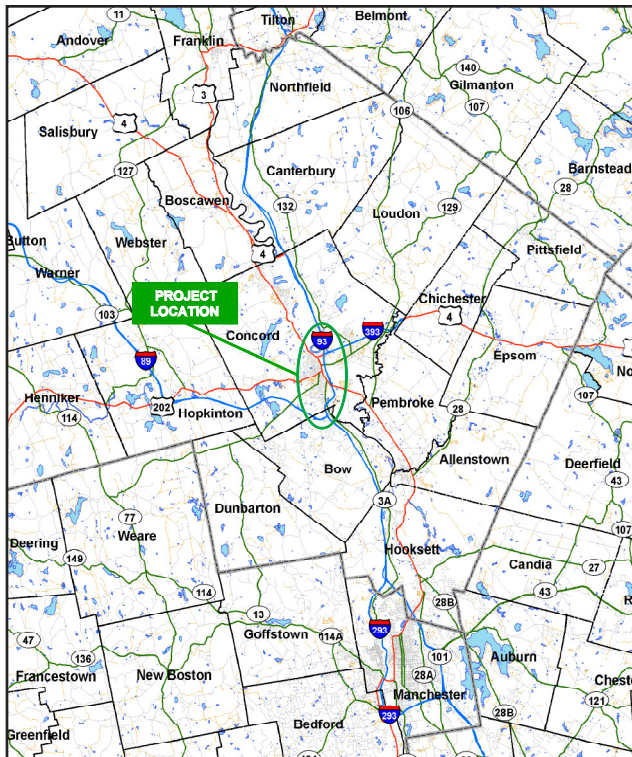 11
Tilton
Belmont
Andover
Franklin
140
Gilmanton
3
Northfield
107
4
106
Salisbury
Barnstead
127
Canterbury
28
Boscawen
132
Loudon
129
Sutton
Webster
Pittsfield
4
Warner
PROJECT
LOCATION
Chichester
103
393
4
Concord
93
Epsom
No
89
107
Henniker
202
Hopkinton
Pembroke
28
114
Allenstown
Bow
Deerfield
43
Dunbarton
3A
77
107
Weare
Hooksett
Deering
Candia
149
27
114
43
28B
R
13
293
Goffstown
47
114A
101
Auburn
136
28A
Francestown
New Boston
Manchester
Chest
121
293
28B
Bedford
Greenfield